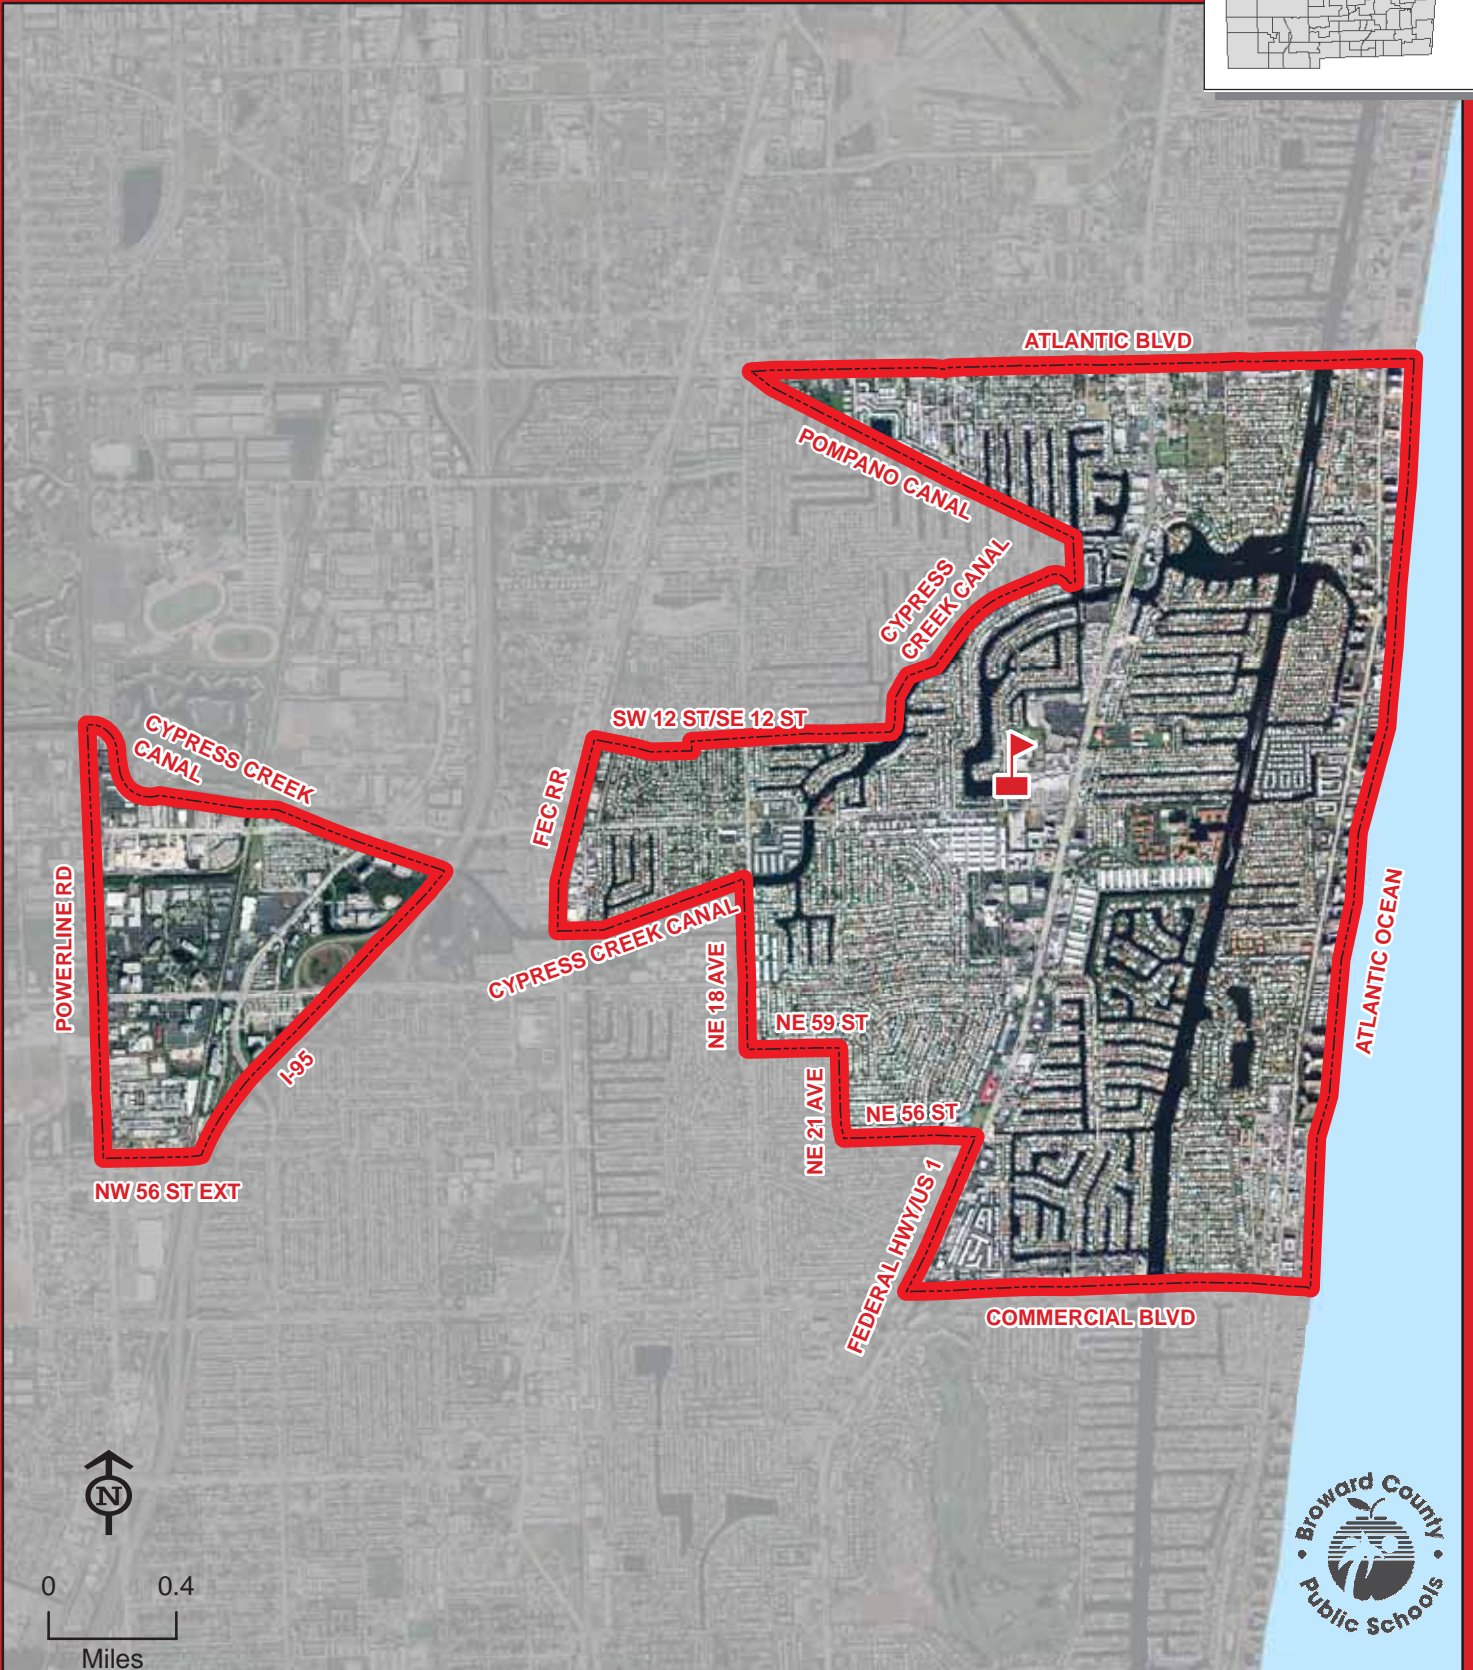 ATLANTIC BLVD
POMPANO CANAL
CYPRESS
CREEK CANAL
SW 12 ST/SE 12 ST
CYPRESS CREEK
CANAL
FEC RR
POWERLINE RD
CYPRESS CREEK CANAL
NE 18 AVE
ATLANTIC OCEAN
NE 59 ST
I-95
NE 21 AVE
NE 56 ST
NW 56 ST EXT
FEDERAL HWY/US 1
COMMERCIAL BLVD
N
0 0.4
Miles
Broward County
Public Schools